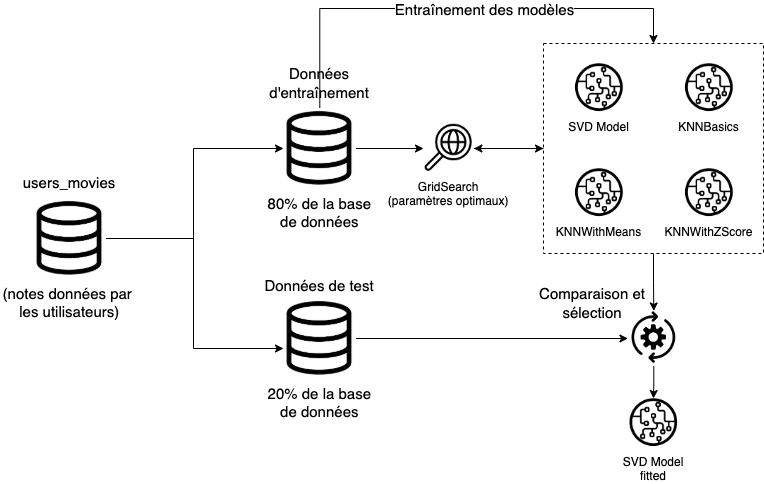 Entraînement des modèles
Données
d'entraînement
SVD Model
KNNBasics
GridSearch
(paramètres optimaux)
users_movies
80% de la base
de données
KNNWithMeans
KNNWithZScore
(notes données par
les utilisateurs)
Données de test
Comparaison et
sélection
20% de la base
de données
SVD Model
fitted